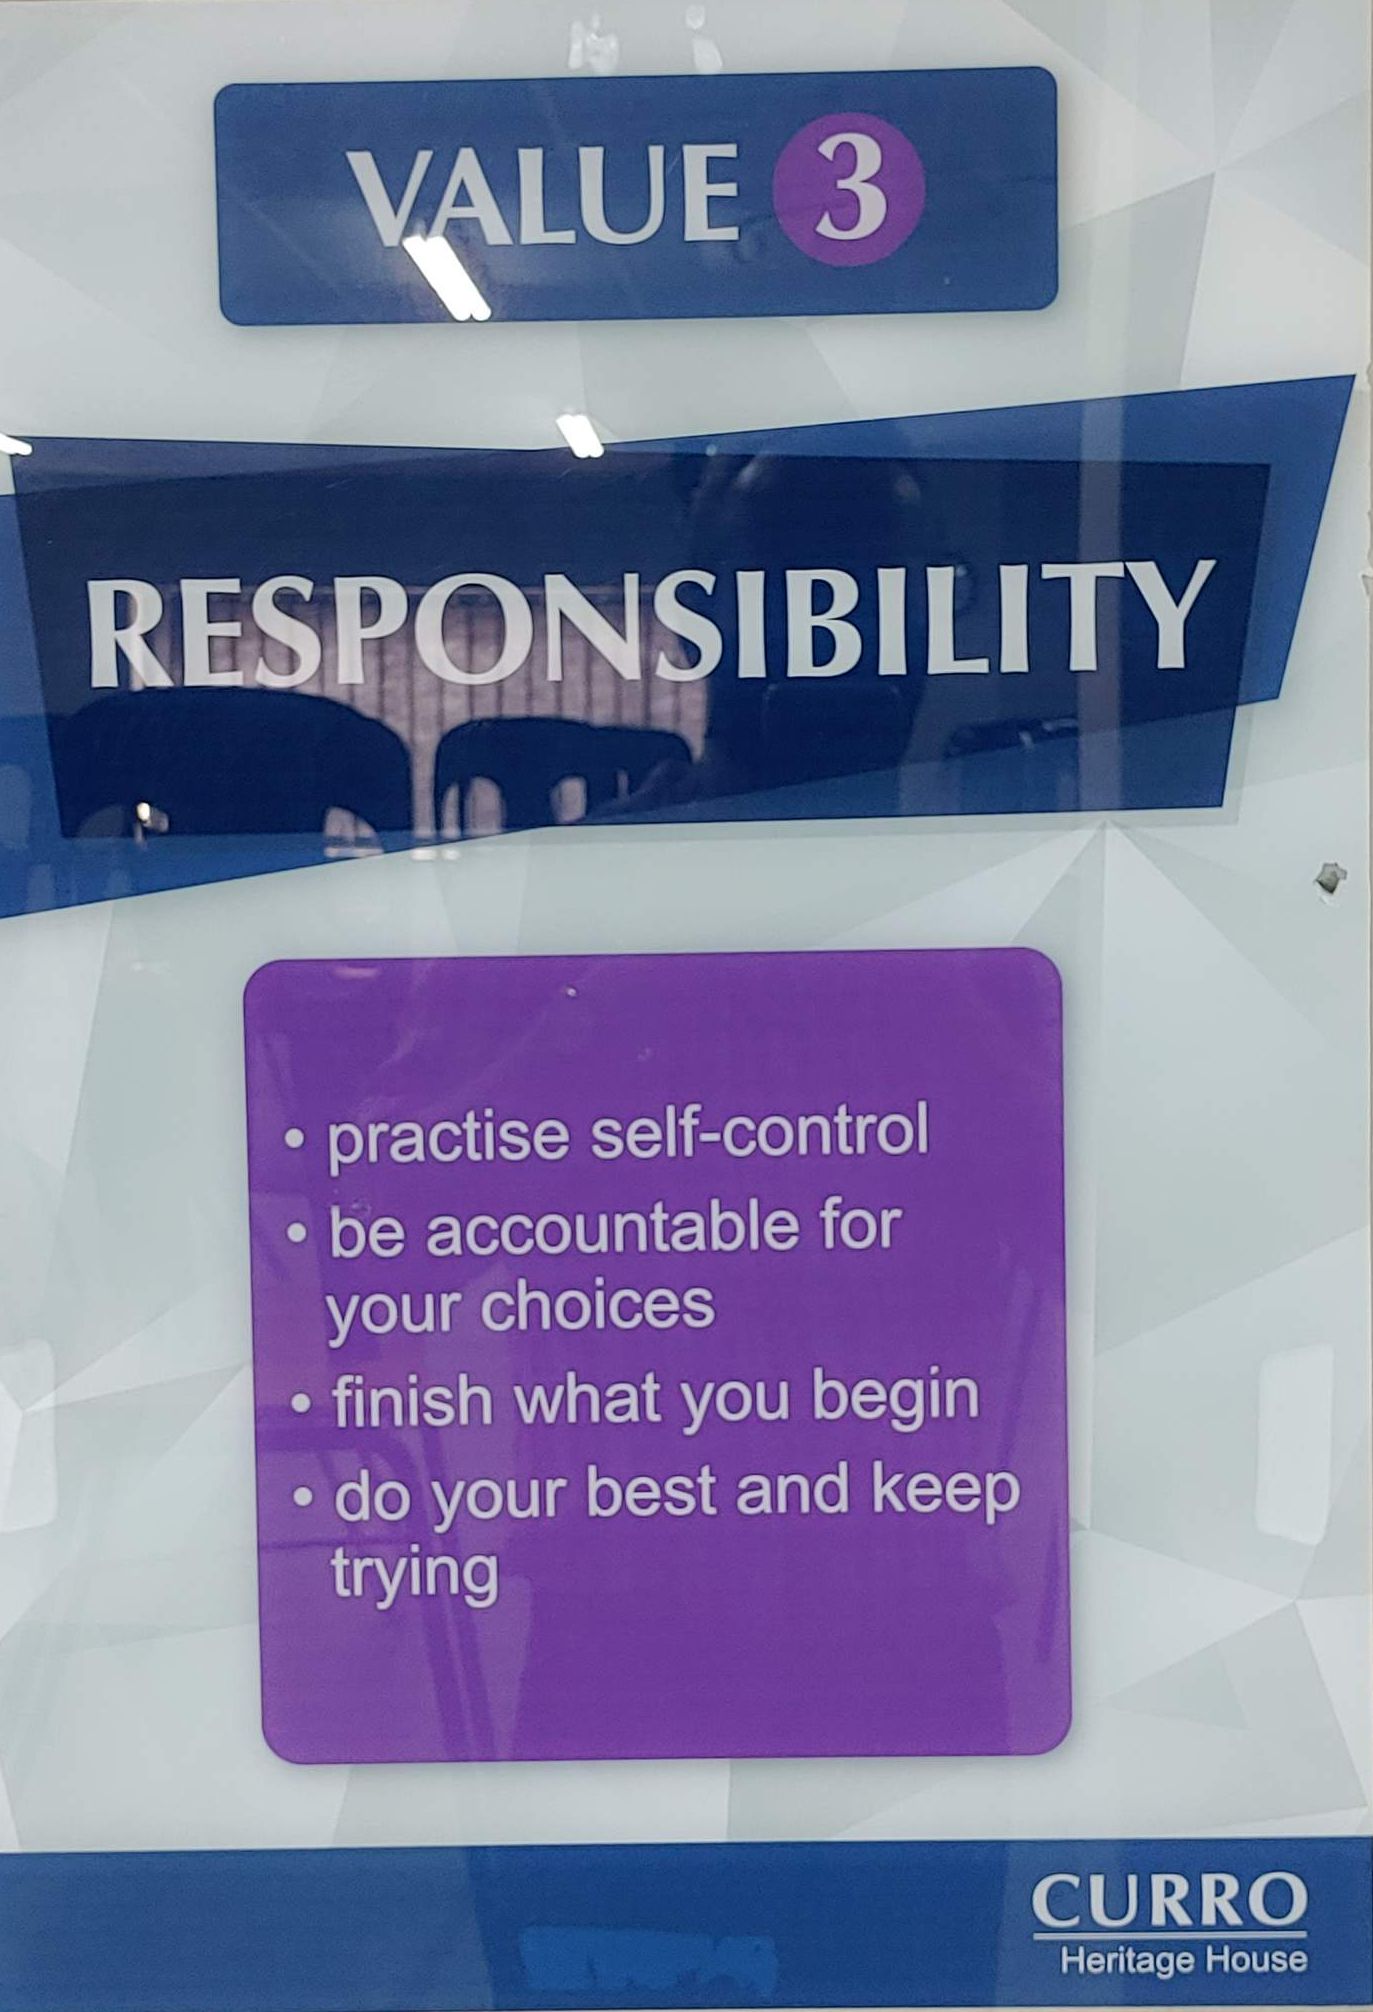 VALUE 3
RESPONSIBILITY
• practise self-control
• be accountable for
your choices
• finish what you begin
• do your best and keep
trying
CURRO
Heritage House